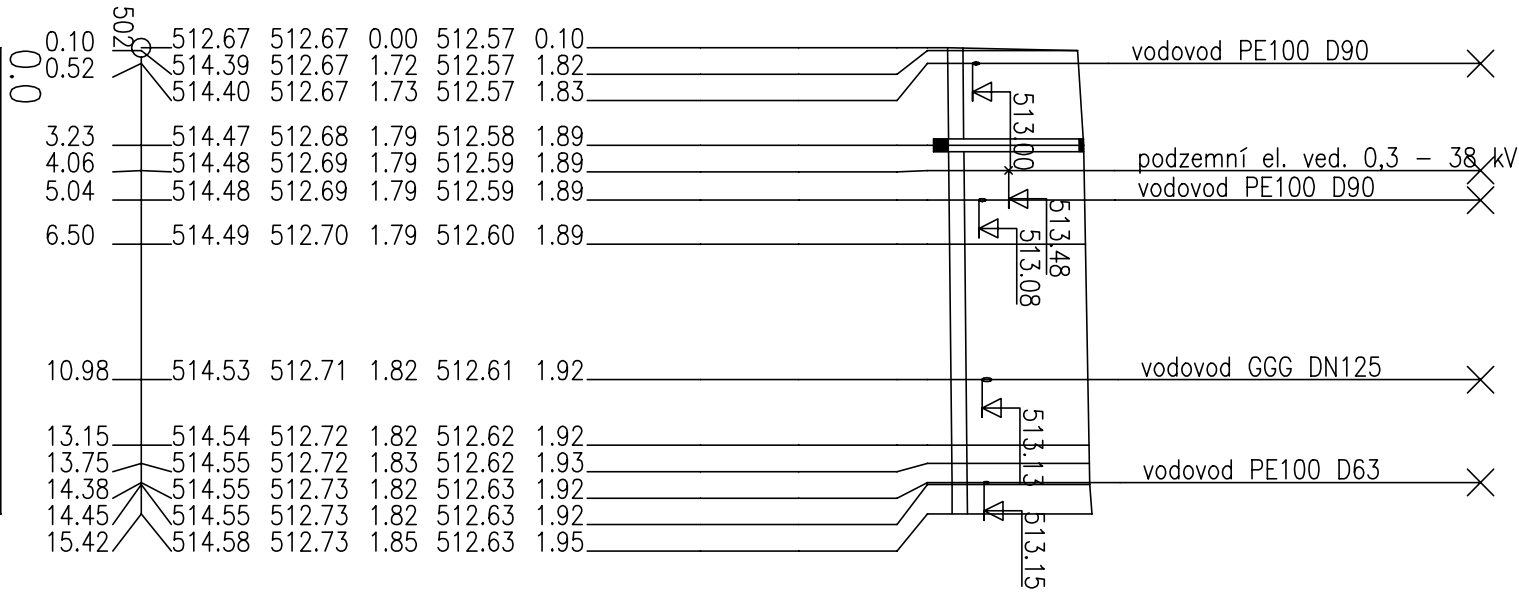 502
0.0
0.10 512.67 512.67 0.00 512.57 0.10
0.52 514.39 512.67 1.72 512.57 1.82
514.40 512.67 1.73 512.57 1.83
3.23 514.47 512.68 1.79 512.58 1.89
4.06 514.48 512.69 1.79 512.59 1.89
5.04 514.48 512.69 1.79 512.59 1.89
6.50 514.49 512.70 1.79 512.60 1.89
10.98 514.53 512.71 1.82 512.61 1.92
13.15 514.54 512.72 1.82 512.62 1.92
13.75 514.55 512.72 1.83 512.62 1.93
14.38 514.55 512.73 1.82 512.63 1.92
14.45 514.55 512.73 1.82 512.63 1.92
15.42 514.58 512.73 1.85 512.63 1.95
513.00
513.48
513.08
513.13
513.15
vodovod PE100 D90
podzemní el. ved. 0,3 - 38 kV
vodovod PE100 D90
vodovod GGG DN125
vodovod PE100 D63